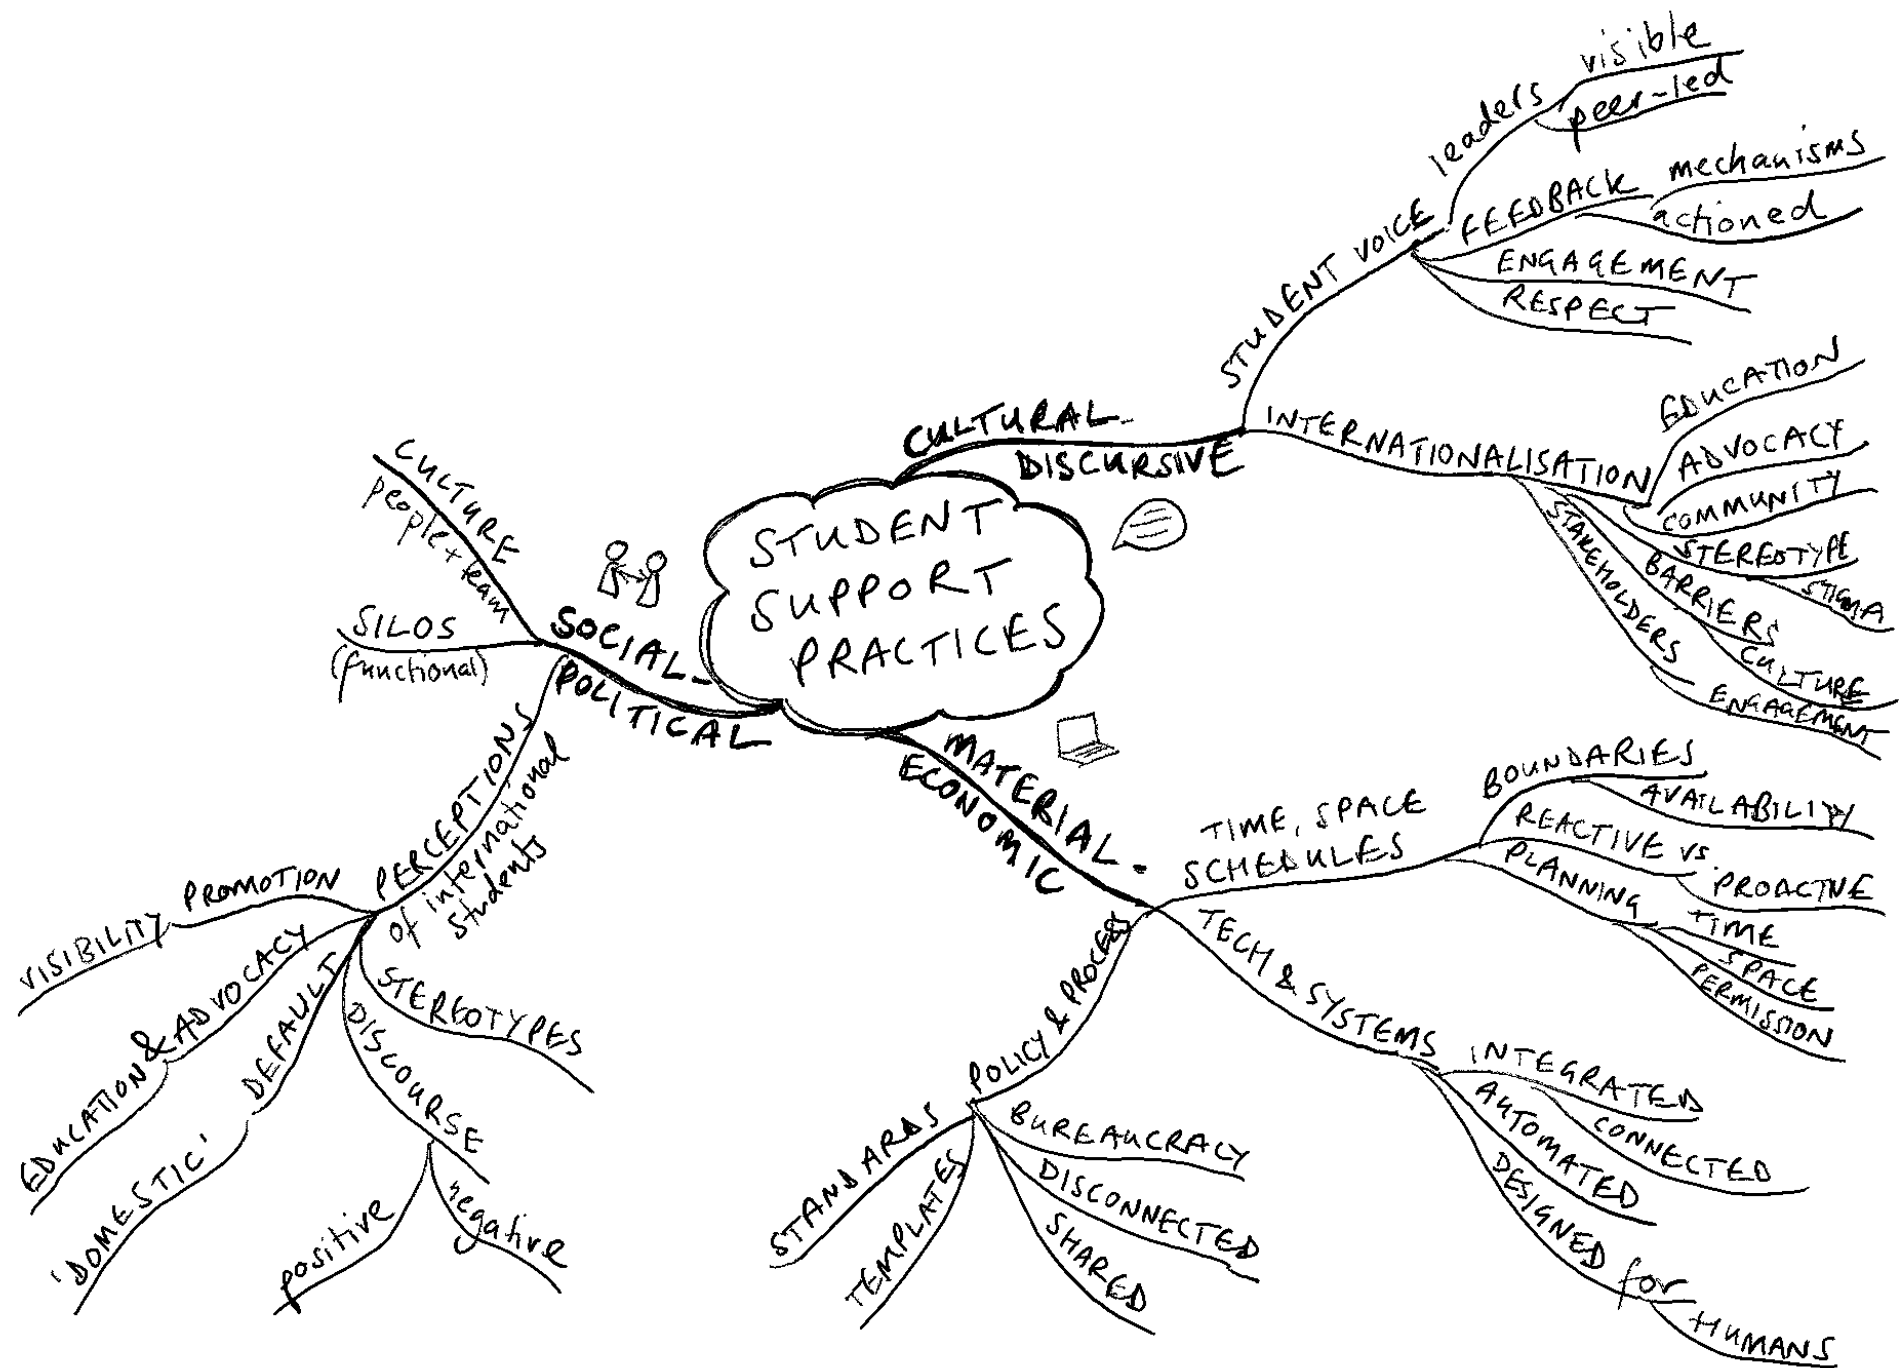 STUDENT
SUPPORT
PRACTICES
CULTURAL-
DISCURSIVE
STUDENT VOICE
leaders
visible
peer-led
FEEDBACK
mechanisms
actioned
ENGAGEMENT
RESPECT
INTERNATIONALISATION
EDUCATION
ADVOCACY
COMMUNITY
STEREOTYPE
STIGMA
BARRIERS
CULTURE
STAKEHOLDERS
ENGAGEMENT
MATERIAL-
ECONOMIC
TIME, SPACE
SCHEDULES
BOUNDARIES
AVAILABILITY
REACTIVE vs.
PROACTIVE
PLANNING
TIME
SPACE
PERMISSION
TECH & SYSTEMS
INTEGRATED
CONNECTED
AUTOMATED
DESIGNED for
HUMANS
POLICY & PROCESS
BUREAUCRACY
DISCONNECTED
SHARED
TEMPLATES
STANDARDS
SOCIAL-
POLITICAL
CULTURE
people + team
SILOS
(functional)
PERCEPTIONS
of international
students
PROMOTION
VISIBILITY
EDUCATION & ADVOCACY
DEFAULT
'DOMESTIC'
DISCOURSE
positive
negative
STEREOTYPES